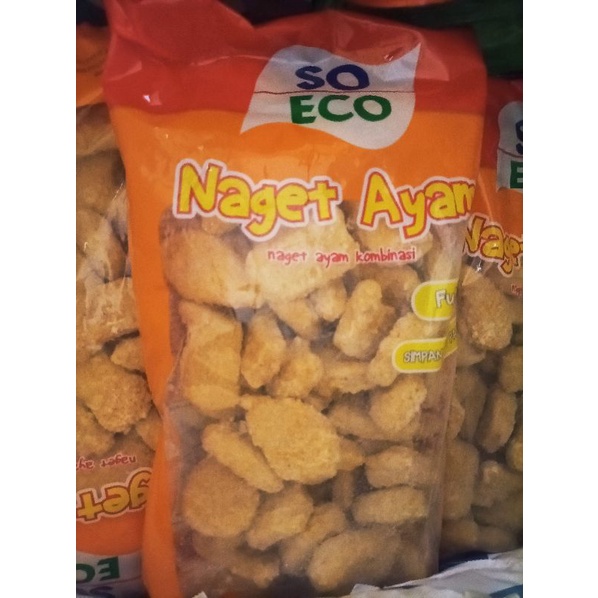 SO
ECO
Naget Ayam
naget ayam kombinasi